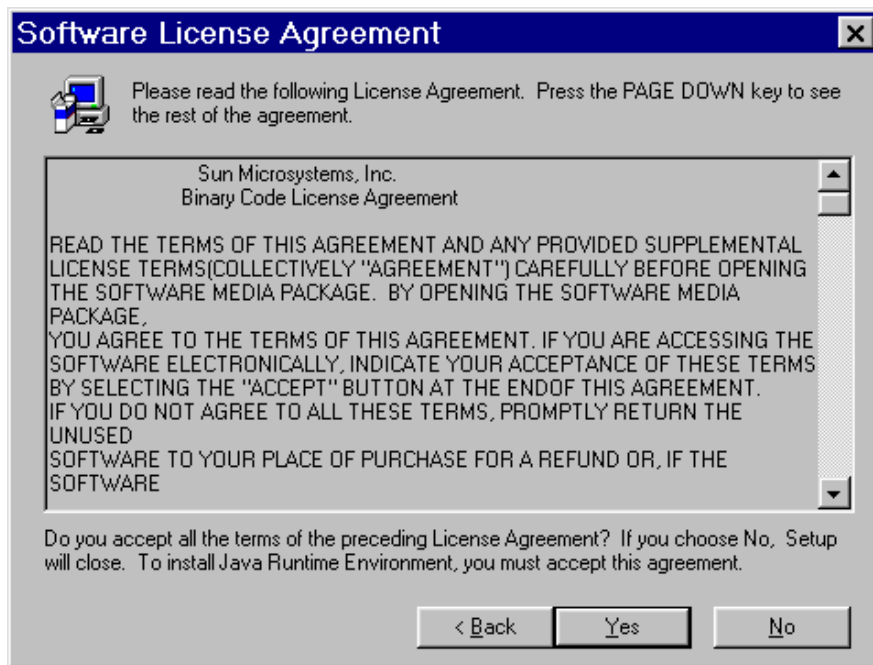 Software License Agreement
Please read the following License Agreement.  Press the PAGE DOWN key to see
the rest of the agreement.
Sun Microsystems, Inc.
Binary Code License Agreement
READ THE TERMS OF THIS AGREEMENT AND ANY PROVIDED SUPPLEMENTAL
LICENSE TERMS(COLLECTIVELY "AGREEMENT") CAREFULLY BEFORE OPENING
THE SOFTWARE MEDIA PACKAGE.  BY OPENING THE SOFTWARE MEDIA
PACKAGE,
YOU AGREE TO THE TERMS OF THIS AGREEMENT. IF YOU ARE ACCESSING THE
SOFTWARE ELECTRONICALLY, INDICATE YOUR ACCEPTANCE OF THESE TERMS
BY SELECTING THE "ACCEPT" BUTTON AT THE ENDOF THIS AGREEMENT.
IF YOU DO NOT AGREE TO ALL THESE TERMS, PROMPTLY RETURN THE
UNUSED
SOFTWARE TO YOUR PLACE OF PURCHASE FOR A REFUND OR, IF THE
SOFTWARE
Do you accept all the terms of the preceding License Agreement?  If you choose No,  Setup
will close.  To install Java Runtime Environment, you must accept this agreement.
< Back
Yes
No